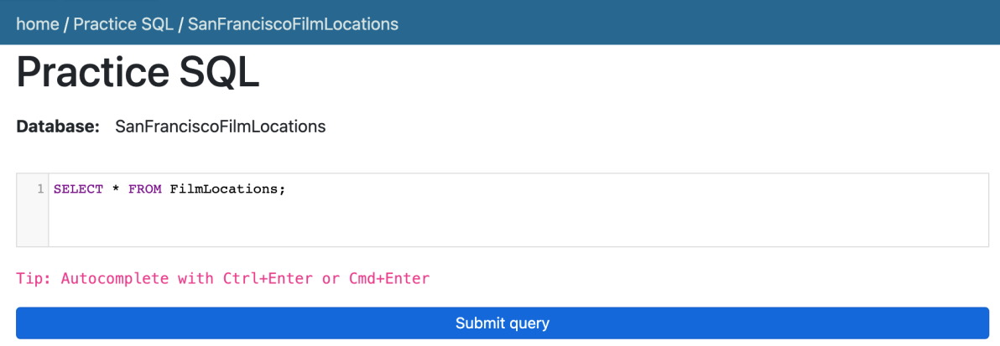 home / Practice SQL / SanFranciscoFilmLocations
Practice SQL
Database: SanFranciscoFilmLocations
1 SELECT * FROM FilmLocations;
Tip: Autocomplete with Ctrl+Enter or Cmd+Enter
Submit query